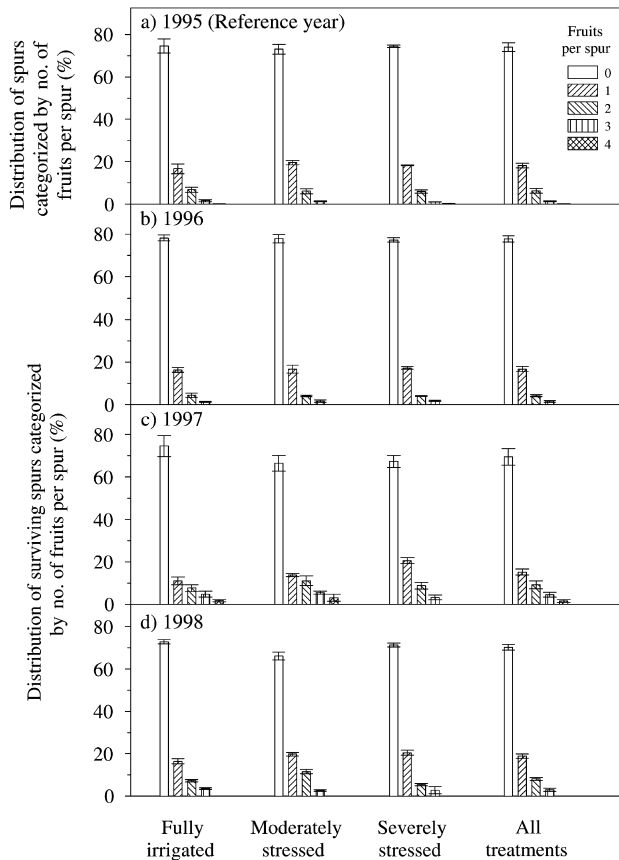 a) 1995 (Reference year)
Fruits
per spur
0
1
2
3
4
80
60
40
20
0
Distribution of spurs
categorized by no. of
fruits per spur (%)
b) 1996
80
60
40
20
0
c) 1997
80
60
40
20
0
d) 1998
80
60
40
20
0
Distribution of surviving spurs categorized
by no. of fruits per spur (%)
Fully
irrigated
Moderately
stressed
Severely
stressed
All
treatments